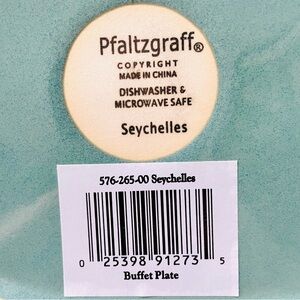 Pfaltzgraff®
COPYRIGHT
MADE IN CHINA
DISHWASHER &
MICROWAVE SAFE
Seychelles
576-265-00 Seychelles
0 25398 91273 5
Buffet Plate